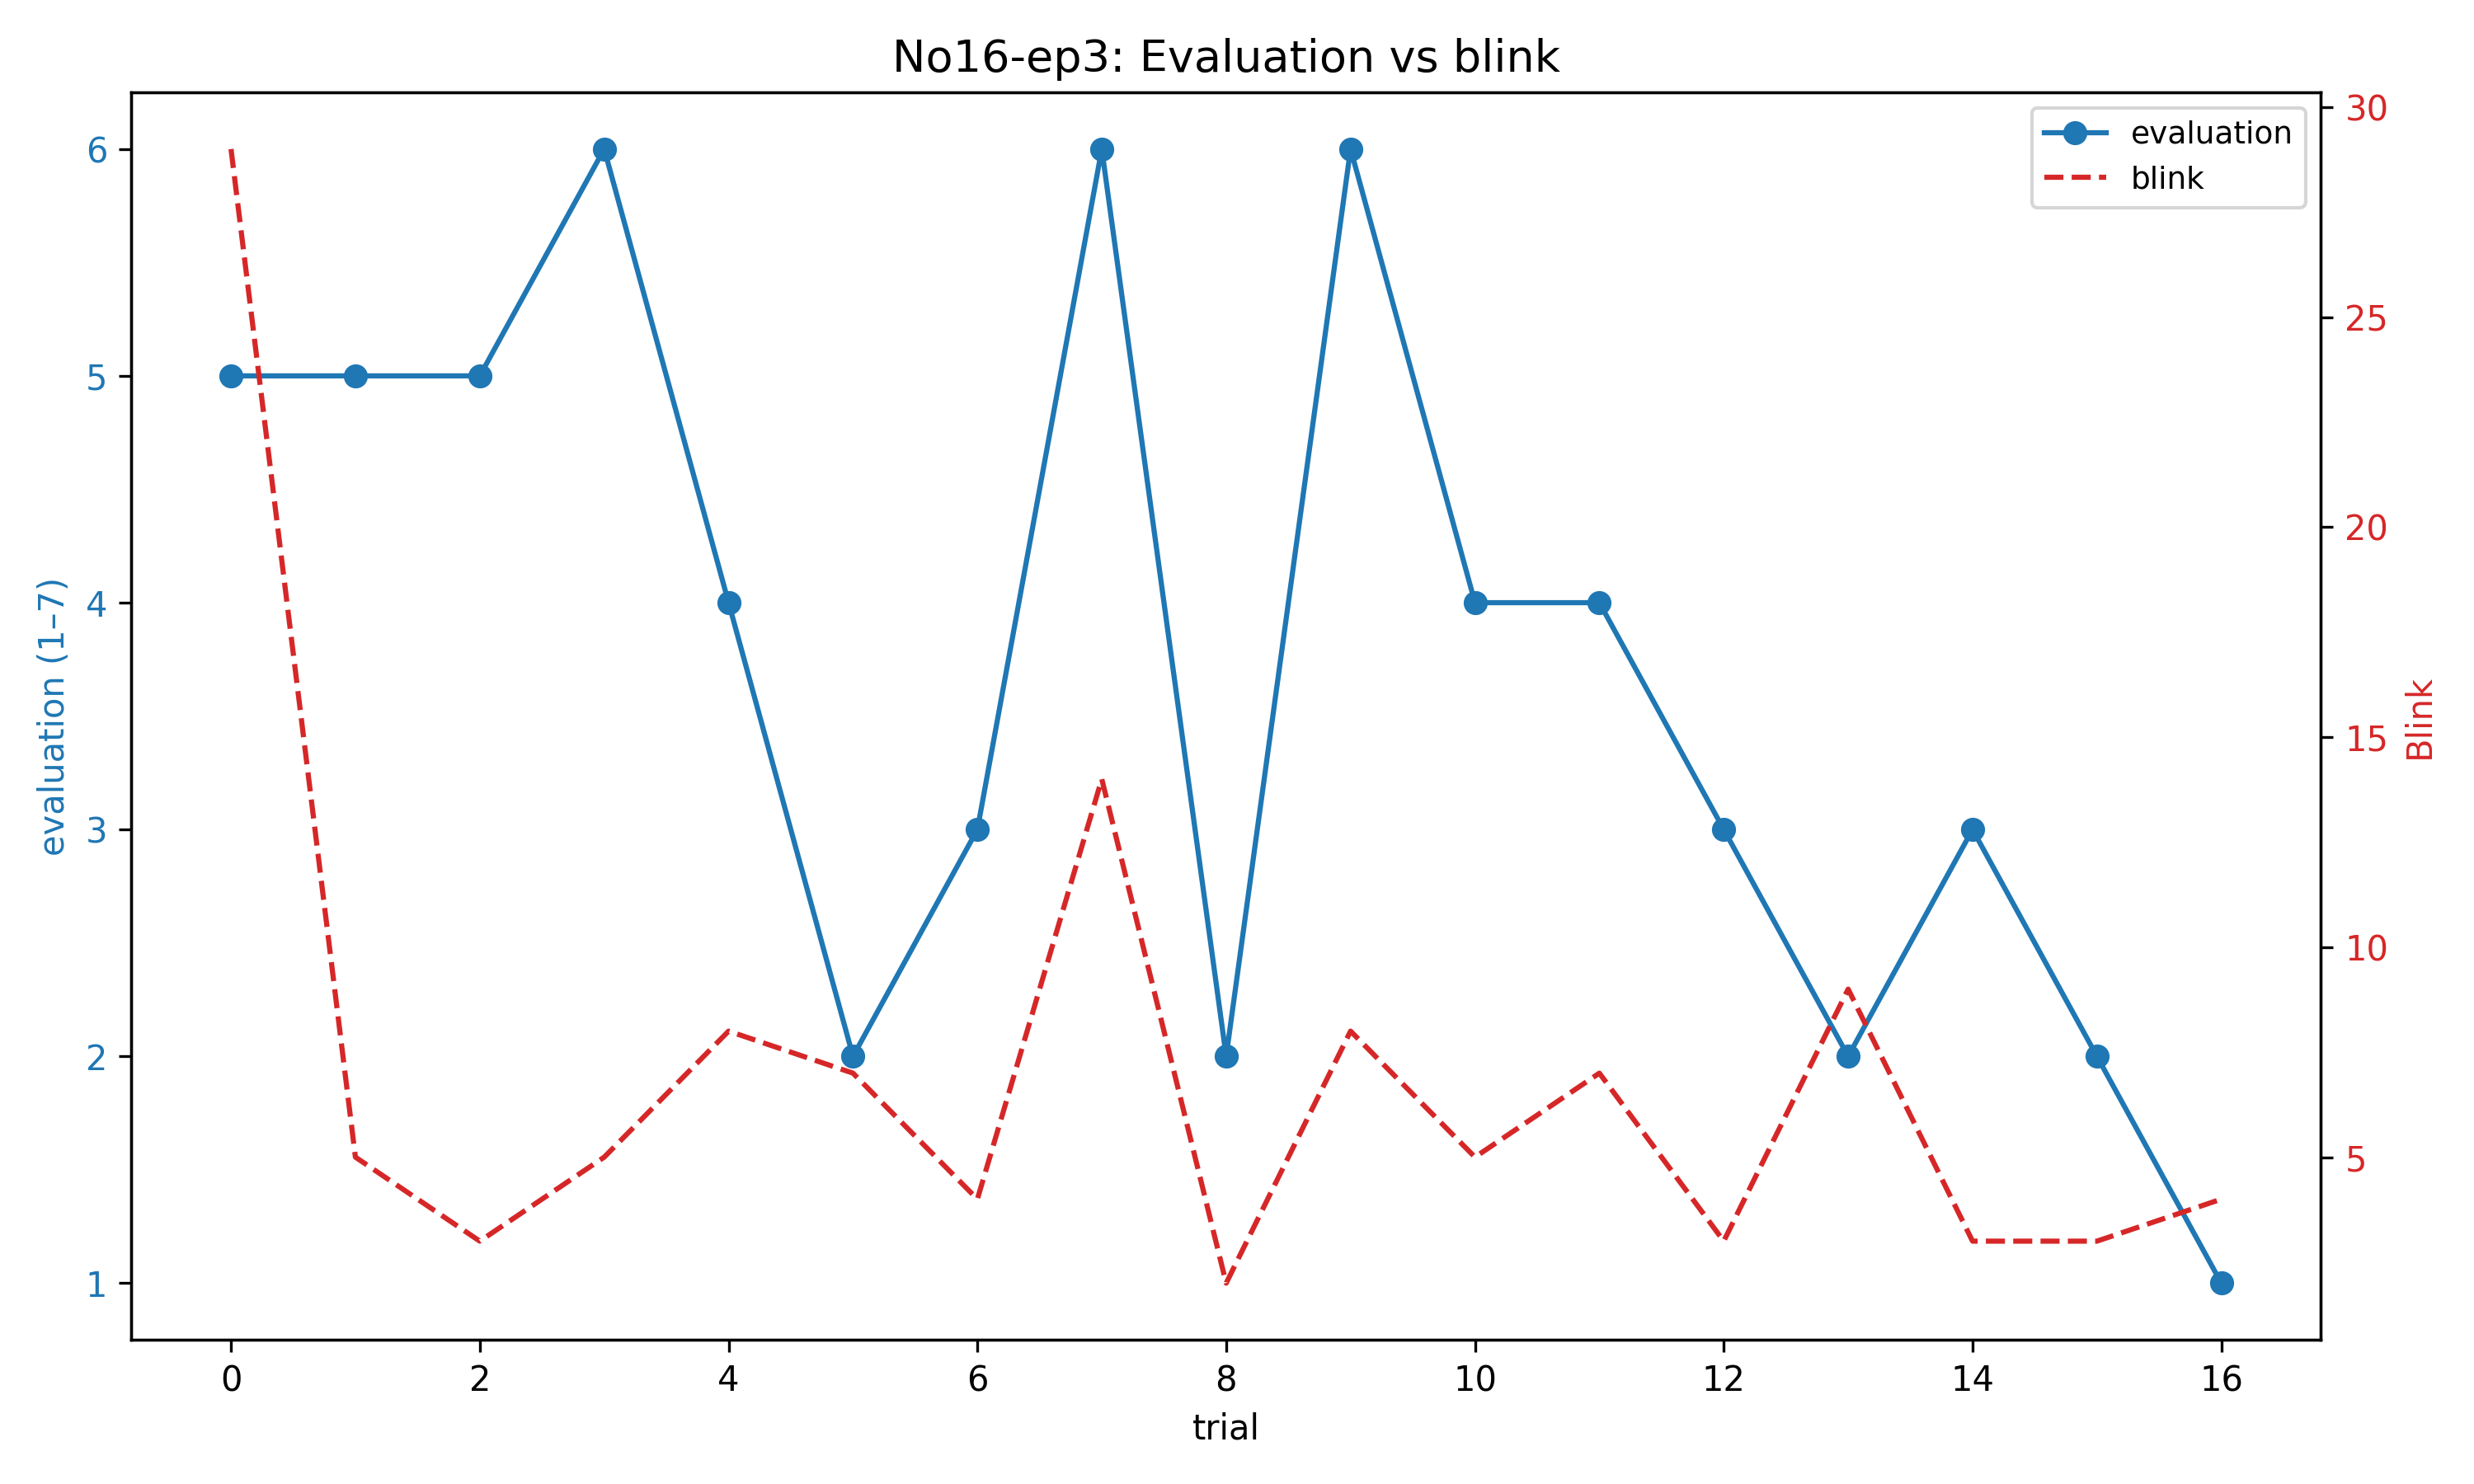 No16-ep3: Evaluation vs blink
evaluation
blink
evaluation (1–7)
6
5
4
3
2
1
30
25
20
15
10
5
Blink
0 2 4 6 8 10 12 14 16
trial